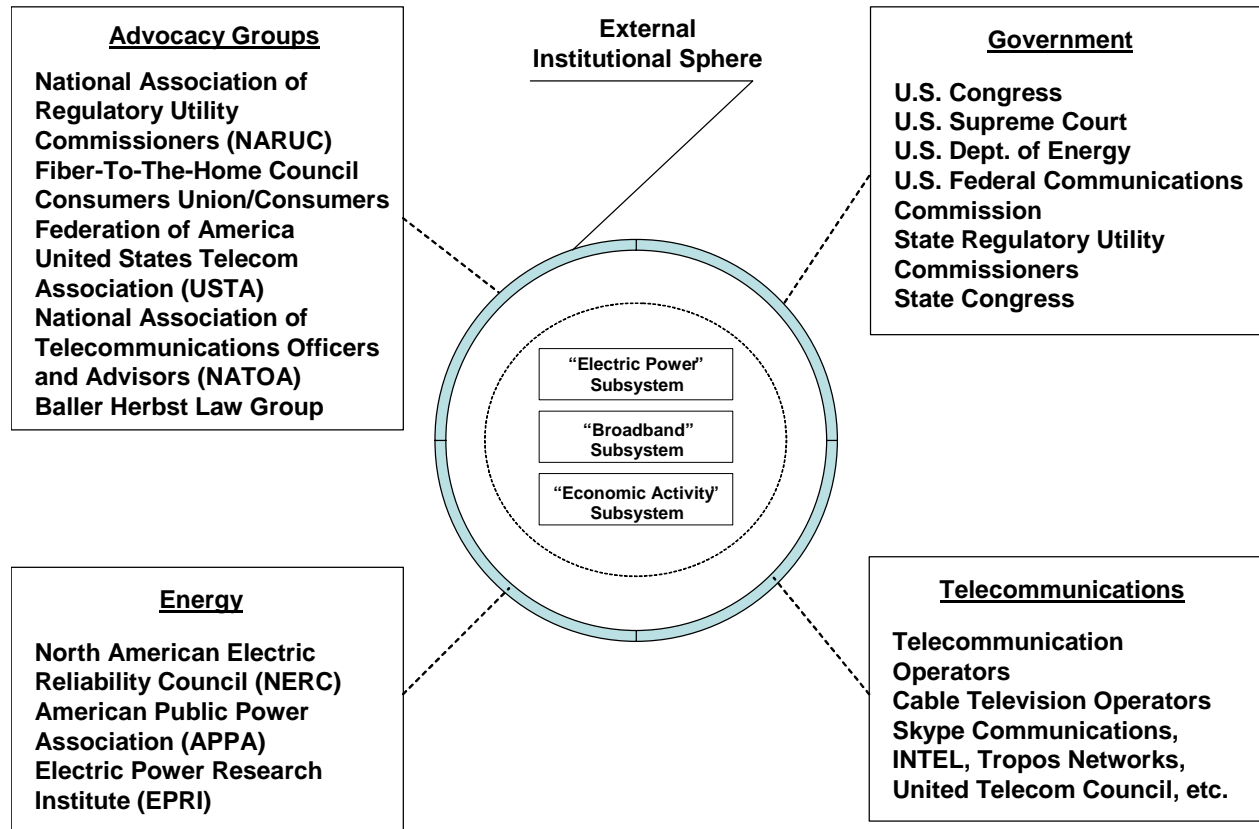 Advocacy Groups
National Association of
Regulatory Utility
Commissioners (NARUC)
Fiber-To-The-Home Council
Consumers Union/Consumers
Federation of America
United States Telecom
Association (USTA)
National Association of
Telecommunications Officers
and Advisors (NATOA)
Baller Herbst Law Group
External
Institutional Sphere
Government
U.S. Congress
U.S. Supreme Court
U.S. Dept. of Energy
U.S. Federal Communications
Commission
State Regulatory Utility
Commissioners
State Congress
“Electric Power”
Subsystem
“Broadband”
Subsystem
“Economic Activity”
Subsystem
Energy
North American Electric
Reliability Council (NERC)
American Public Power
Association (APPA)
Electric Power Research
Institute (EPRI)
Telecommunications
Telecommunication
Operators
Cable Television Operators
Skype Communications,
INTEL, Tropos Networks,
United Telecom Council, etc.